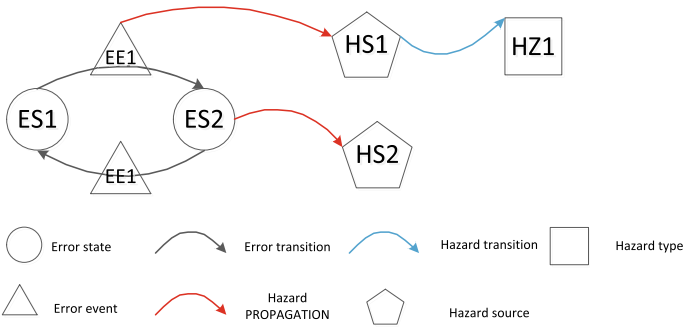 EE1
HS1
HZ1
ES1
ES2
HS2
EE1
Error state
Error transition
Hazard transition
Hazard type
Error event
Hazard
PROPAGATION
Hazard source